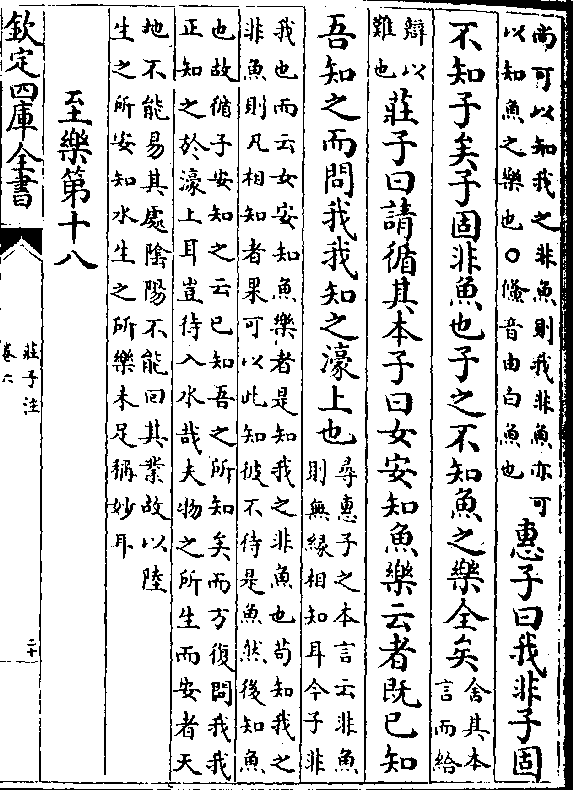 尚可以知我之非魚則我非魚亦可
以知魚之樂也○儵音由白魚也
惠子曰我非子固
不知子矣子固非魚也子之不知魚之樂全矣
舍其本
言而給
辯以
難也
莊子曰請循其本子曰女安知魚樂云者既已知
吾知之而問我我知之濠上也
尋惠子之本言云非魚
則無縁相知耳今子非
我也而云女安知魚樂者是知我之非魚也苟知我之
非魚則凡相知者果可以此知彼不待是魚然後知魚
也故循子安知之云已知吾之所知矣而方復問我我
正知之於濠上耳豈待入水哉夫物之所生而安者天
地不能易其處陰陽不能回其業故以陸
生之所安知水生之所樂未足稱妙耳
至樂第十八
欽定四庫全書
莊子注
卷六
二十